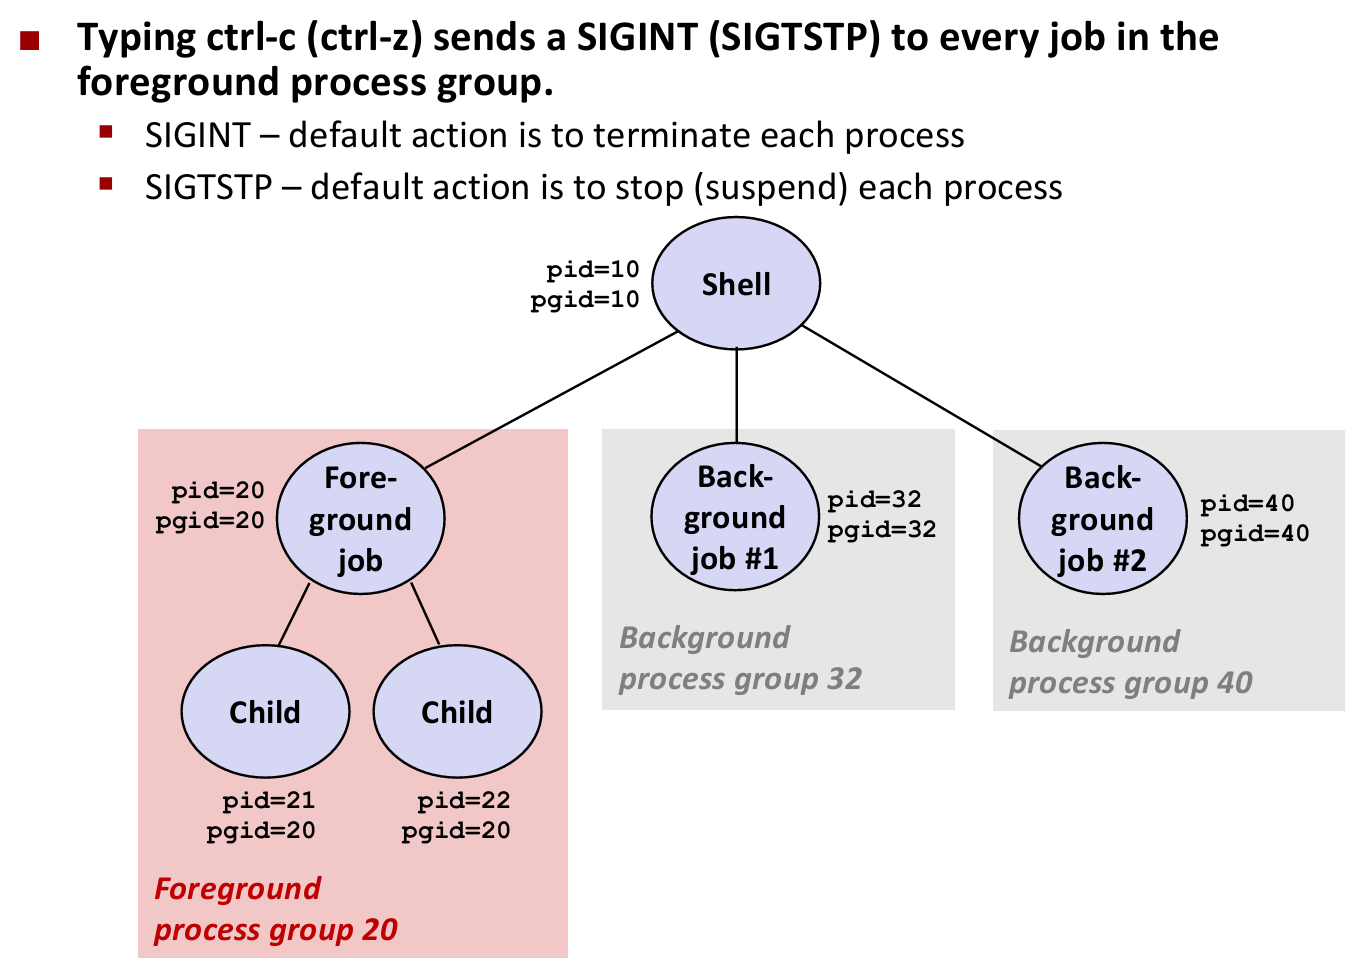 Typing ctrl-c (ctrl-z) sends a SIGINT (SIGTSTP) to every job in the
foreground process group.
SIGINT – default action is to terminate each process
SIGTSTP – default action is to stop (suspend) each process
pid=10
pgid=10
Shell
pid=20
pgid=20
Fore-
ground
job
Back-
ground
job #1
pid=32
pgid=32
Back-
ground
job #2
pid=40
pgid=40
Background
process group 32
Background
process group 40
Child
Child
pid=21
pgid=20
pid=22
pgid=20
Foreground
process group 20